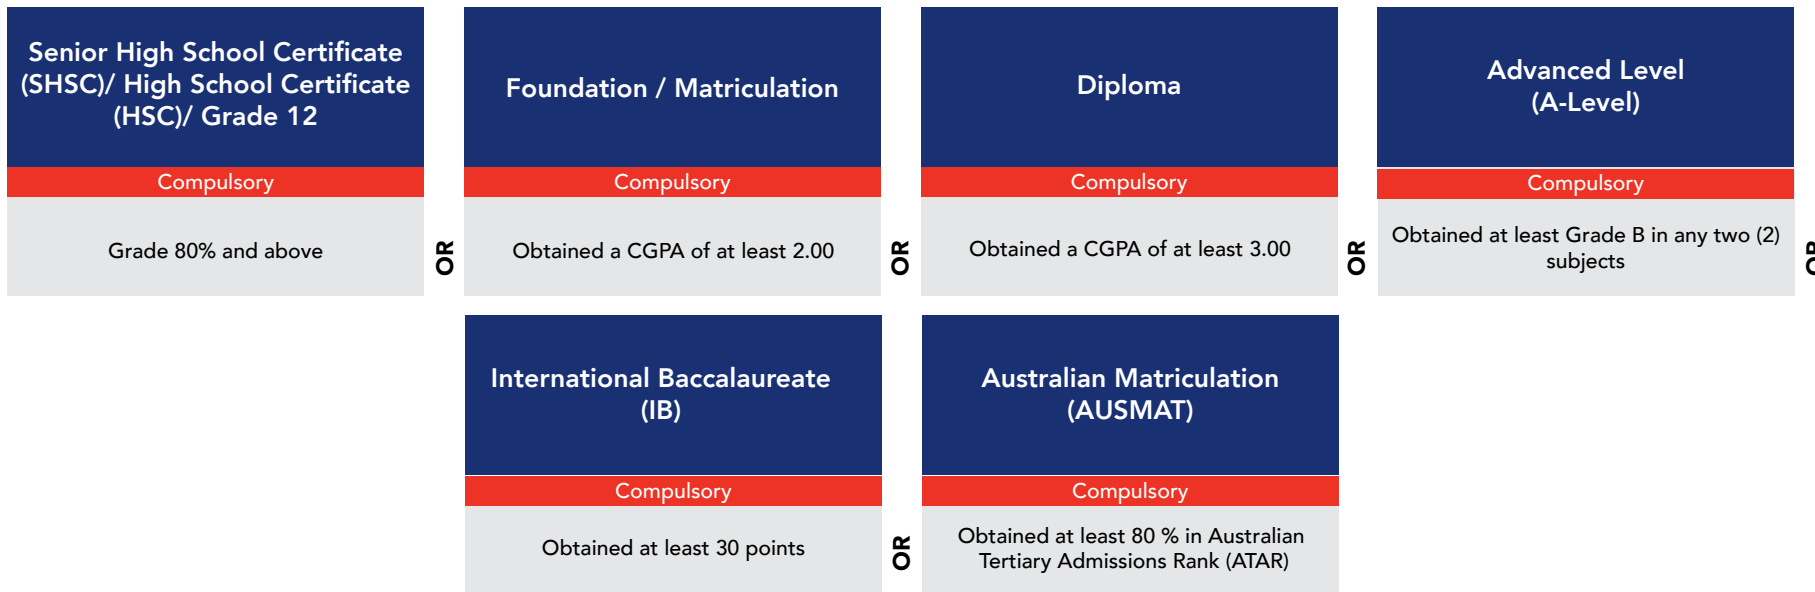 Senior High School Certificate
(SHSC)/ High School Certificate
(HSC)/ Grade 12
Compulsory
Grade 80% and above
OR
Foundation / Matriculation
Compulsory
Obtained a CGPA of at least 2.00
OR
Diploma
Compulsory
Obtained a CGPA of at least 3.00
OR
Advanced Level
(A-Level)
Compulsory
Obtained at least Grade B in any two (2)
subjects
OR
International Baccalaureate
(IB)
Compulsory
Obtained at least 30 points
OR
Australian Matriculation
(AUSMAT)
Compulsory
Obtained at least 80 % in Australian
Tertiary Admissions Rank (ATAR)